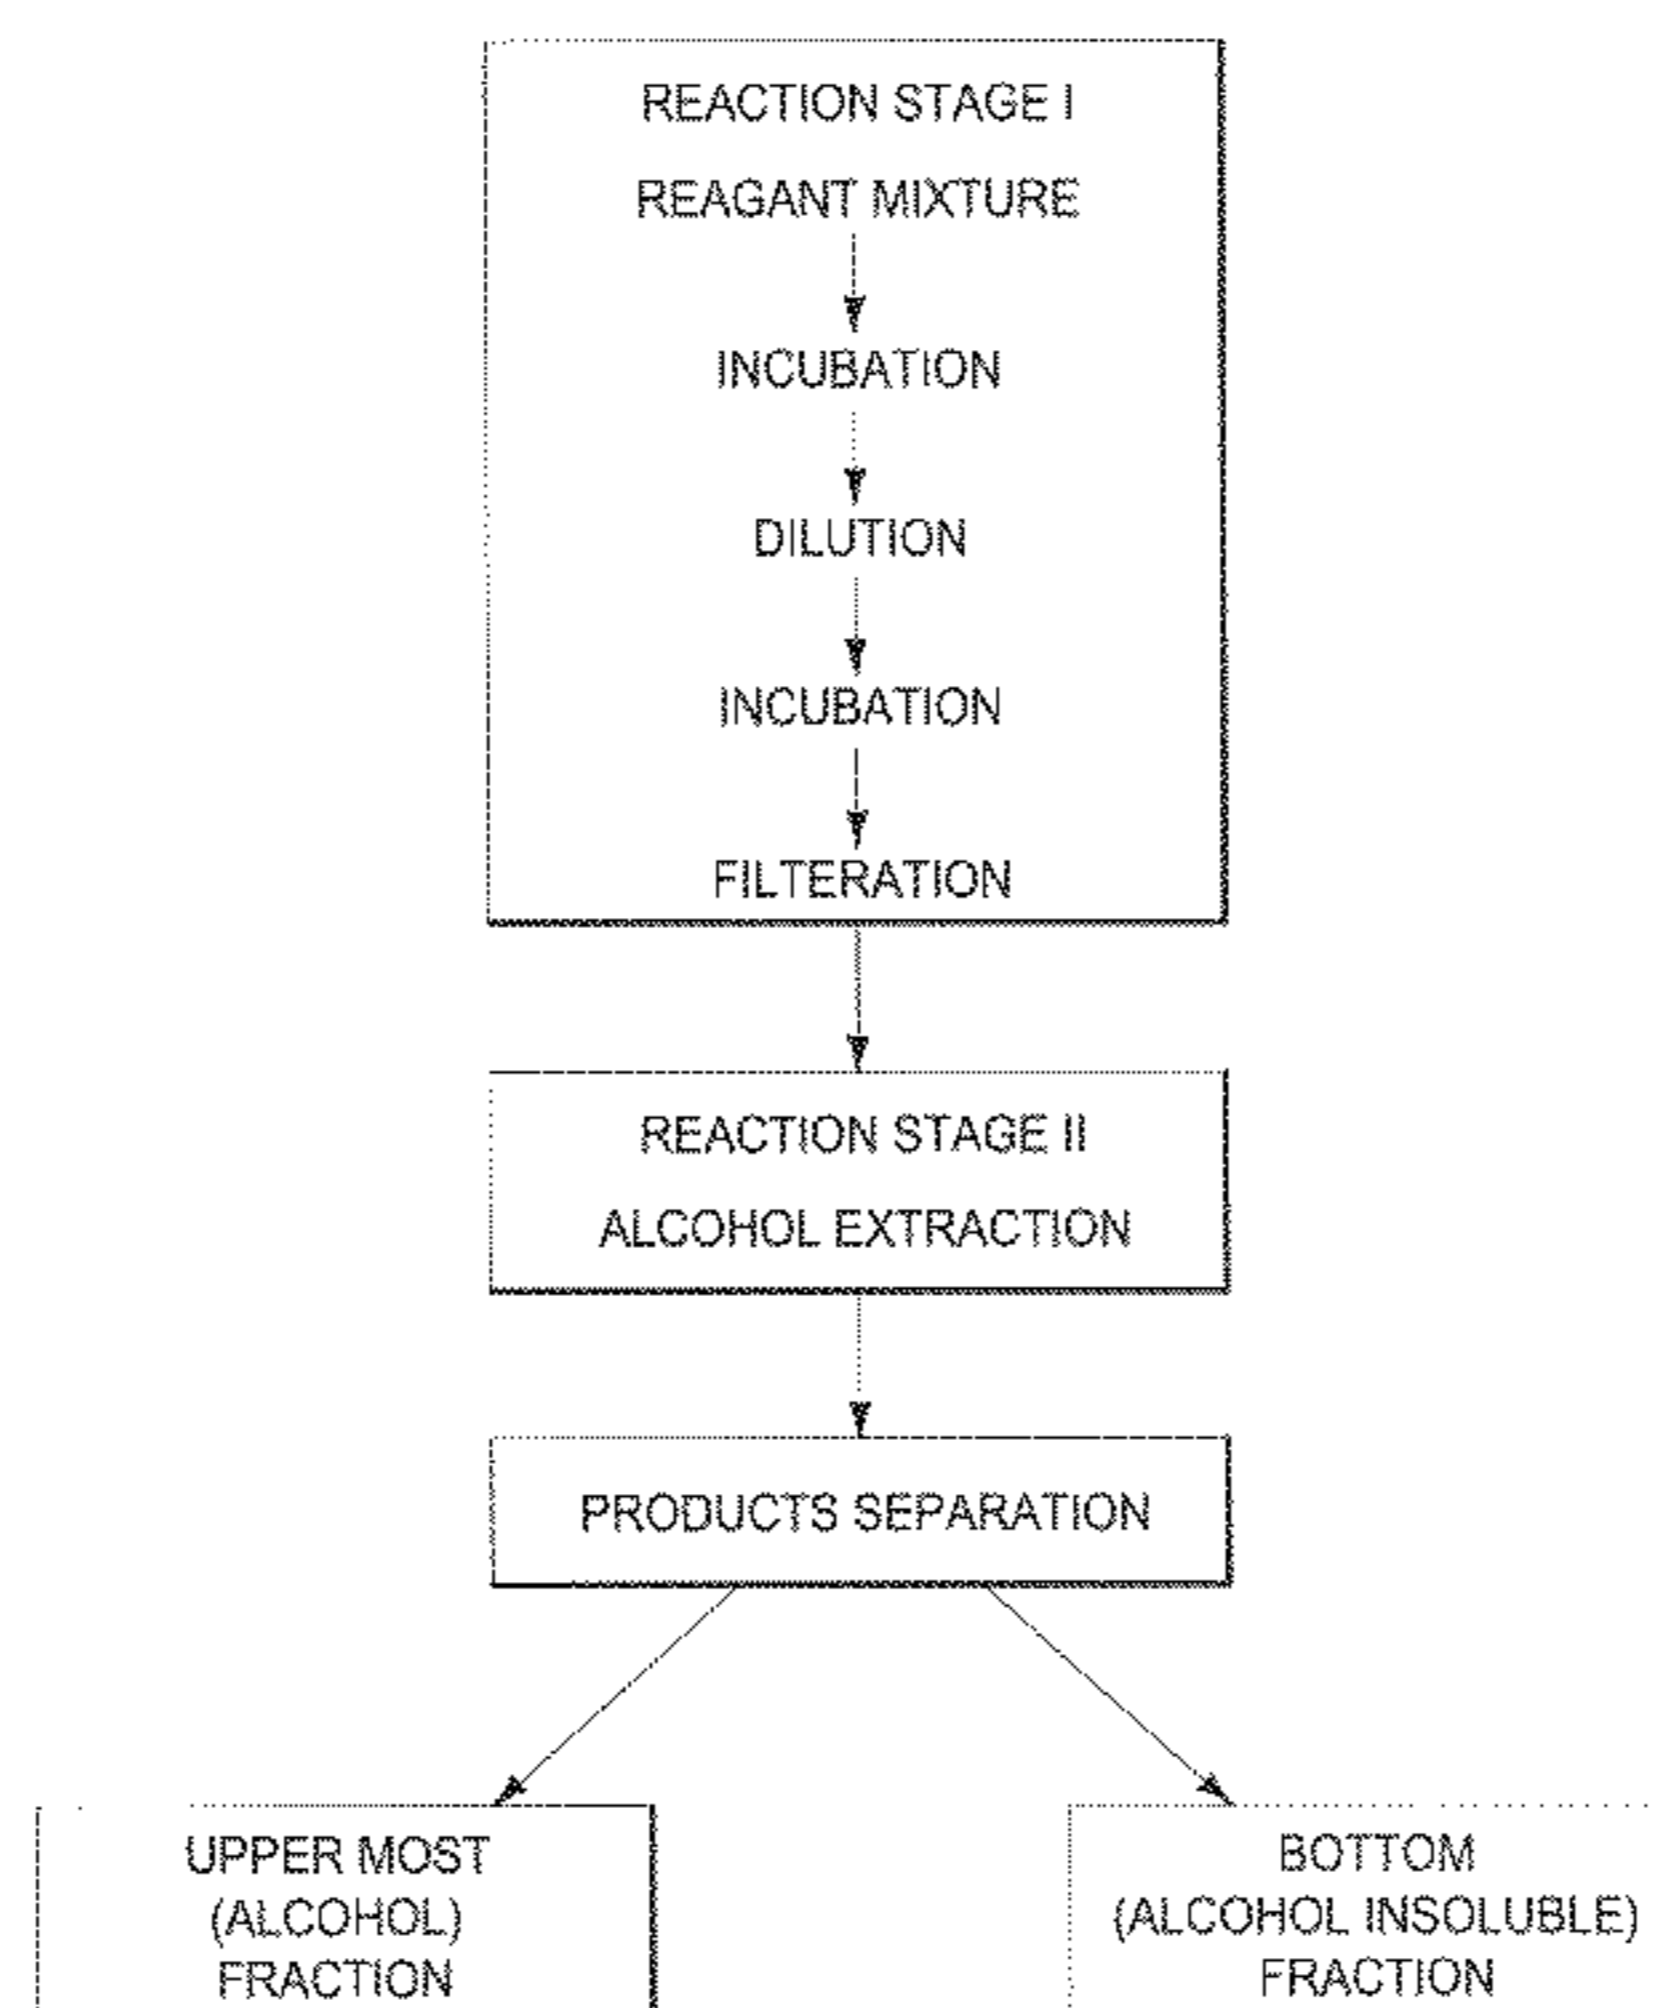 REACTION STAGE I
REAGANT MIXTURE
INCUBATION
DILUTION
INCUBATION
FILTERATION
REACTION STAGE II
ALCOHOL EXTRACTION
PRODUCTS SEPARATION
UPPER MOST
(ALCOHOL)
FRACTION
BOTTOM
(ALCOHOL INSOLUBLE)
FRACTION